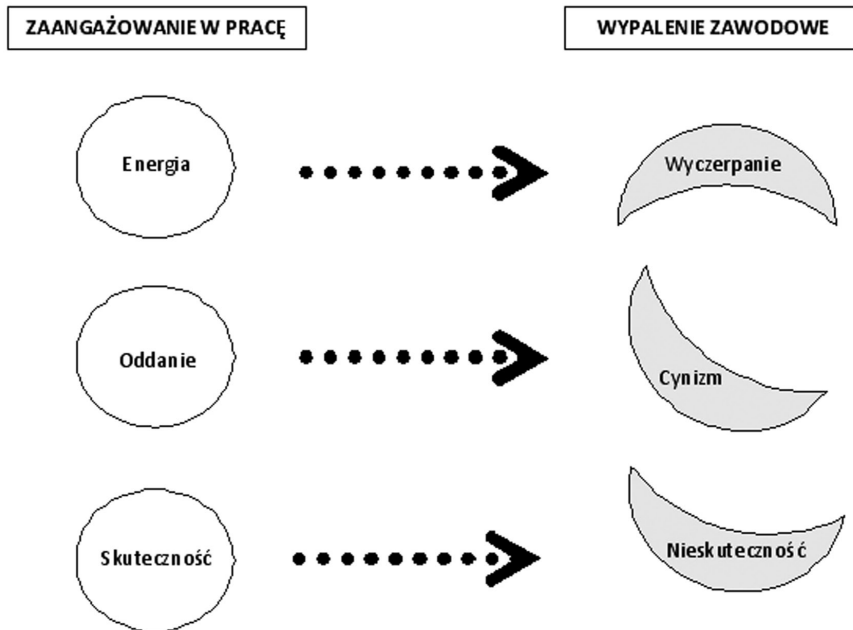 ZAANGAŻOWANIE W PRACĘ
WYPALENIE ZAWODOWE
Energia
Wyczerpanie
Oddanie
Cynizm
Skuteczność
Nieskuteczność